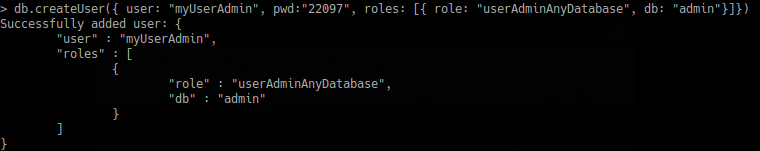 > db.createUser({ user: "myUserAdmin", pwd:"22097", roles: [{ role: "userAdminAnyDatabase", db: "admin"}]})
Successfully added user: {
        "user" : "myUserAdmin",
        "roles" : [
                {
                        "role" : "userAdminAnyDatabase",
                        "db" : "admin"
                }
        ]
}